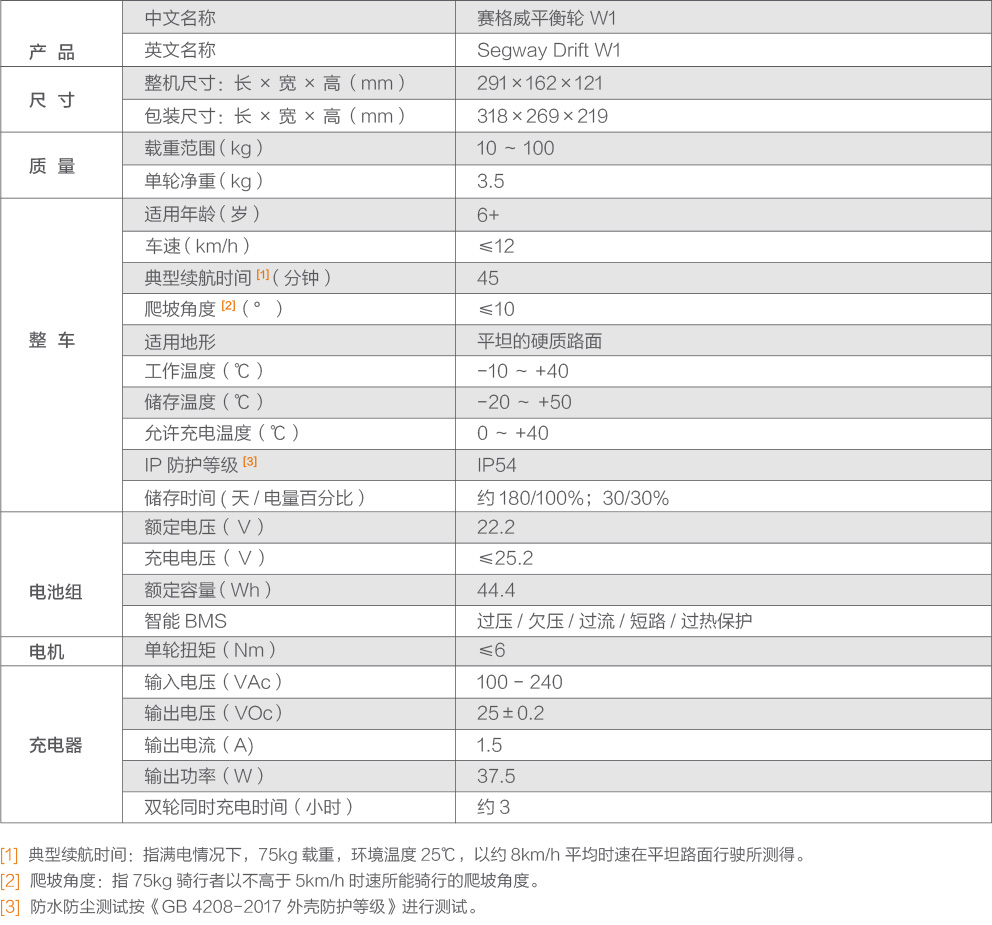 中文名称 赛格威平衡轮 W1
产 品 英文名称 Segway Drift W1
尺 寸 整机尺寸：长 × 宽 × 高（mm） 291×162×121
包装尺寸：长 × 宽 × 高（mm） 318×269×219
质 量 载重范围（kg） 10 ~ 100
单轮净重（kg） 3.5
适用年龄（岁） 6+
车速（km/h） ≤12
典型续航时间 [1]（分钟） 45
爬坡角度 [2]（° ） ≤10
整 车 适用地形 平坦的硬质路面
工作温度（℃） -10 ~ +40
储存温度（℃） -20 ~ +50
允许充电温度（℃） 0 ~ +40
IP 防护等级 [3] IP54
储存时间（天 / 电量百分比） 约 180/100%；30/30%
额定电压（V） 22.2
充电电压（V） ≤25.2
电池组 额定容量（Wh） 44.4
智能 BMS 过压 / 欠压 / 过流 / 短路 / 过热保护
电机 单轮扭矩（Nm） ≤6
输入电压（VAc） 100 - 240
输出电压（VOc） 25±0.2
充电器 输出电流（A) 1.5
输出功率（W） 37.5
双轮同时充电时间（小时） 约 3
[1] 典型续航时间：指满电情况下，75kg 载重，环境温度 25℃，以约 8km/h 平均时速在平坦路面行驶所测得。
[2] 爬坡角度：指 75kg 骑行者以不高于 5km/h 时速所能骑行的爬坡角度。
[3] 防水防尘测试按《GB 4208-2017 外壳防护等级》进行测试。